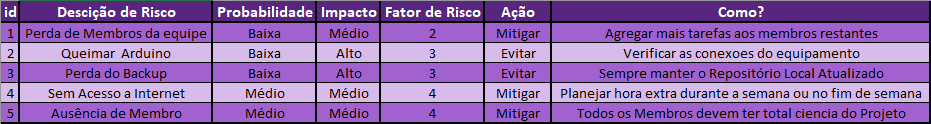 id Descição de Risco Probabilidade Impacto Fator de Risco Ação Como?
1 Perda de Membros da equipe Baixa Médio 2 Mitigar Agregar mais tarefas aos membros restantes
2 Queimar Arduino Baixa Alto 3 Evitar Verificar as conexoes do equipamento
3 Perda do Backup Baixa Alto 3 Evitar Sempre manter o Repositório Local Atualizado
4 Sem Acesso a Internet Médio Médio 4 Mitigar Planejar hora extra durante a semana ou no fim de semana
5 Ausência de Membro Médio Médio 4 Mitigar Todos os Membros devem ter total ciencia do Projeto